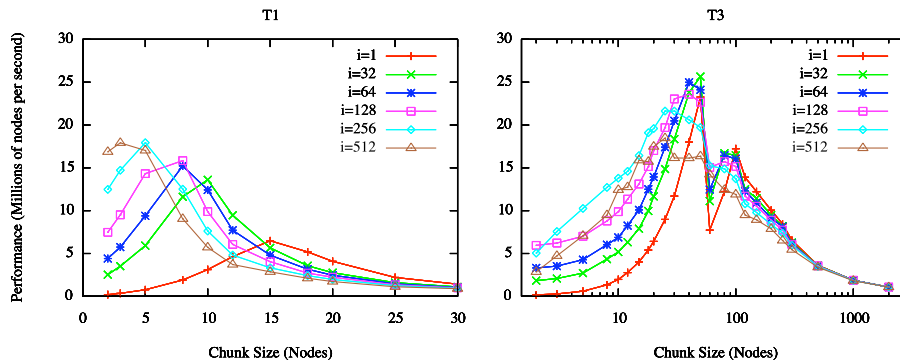 T1
Performance (Millions of nodes per second)
30
25
20
15
10
5
0
i=1
i=32
i=64
i=128
i=256
i=512
0 5 10 15 20 25 30
Chunk Size (Nodes)
T3
30
25
20
15
10
5
0
i=1
i=32
i=64
i=128
i=256
i=512
10 100 1000
Chunk Size (Nodes)